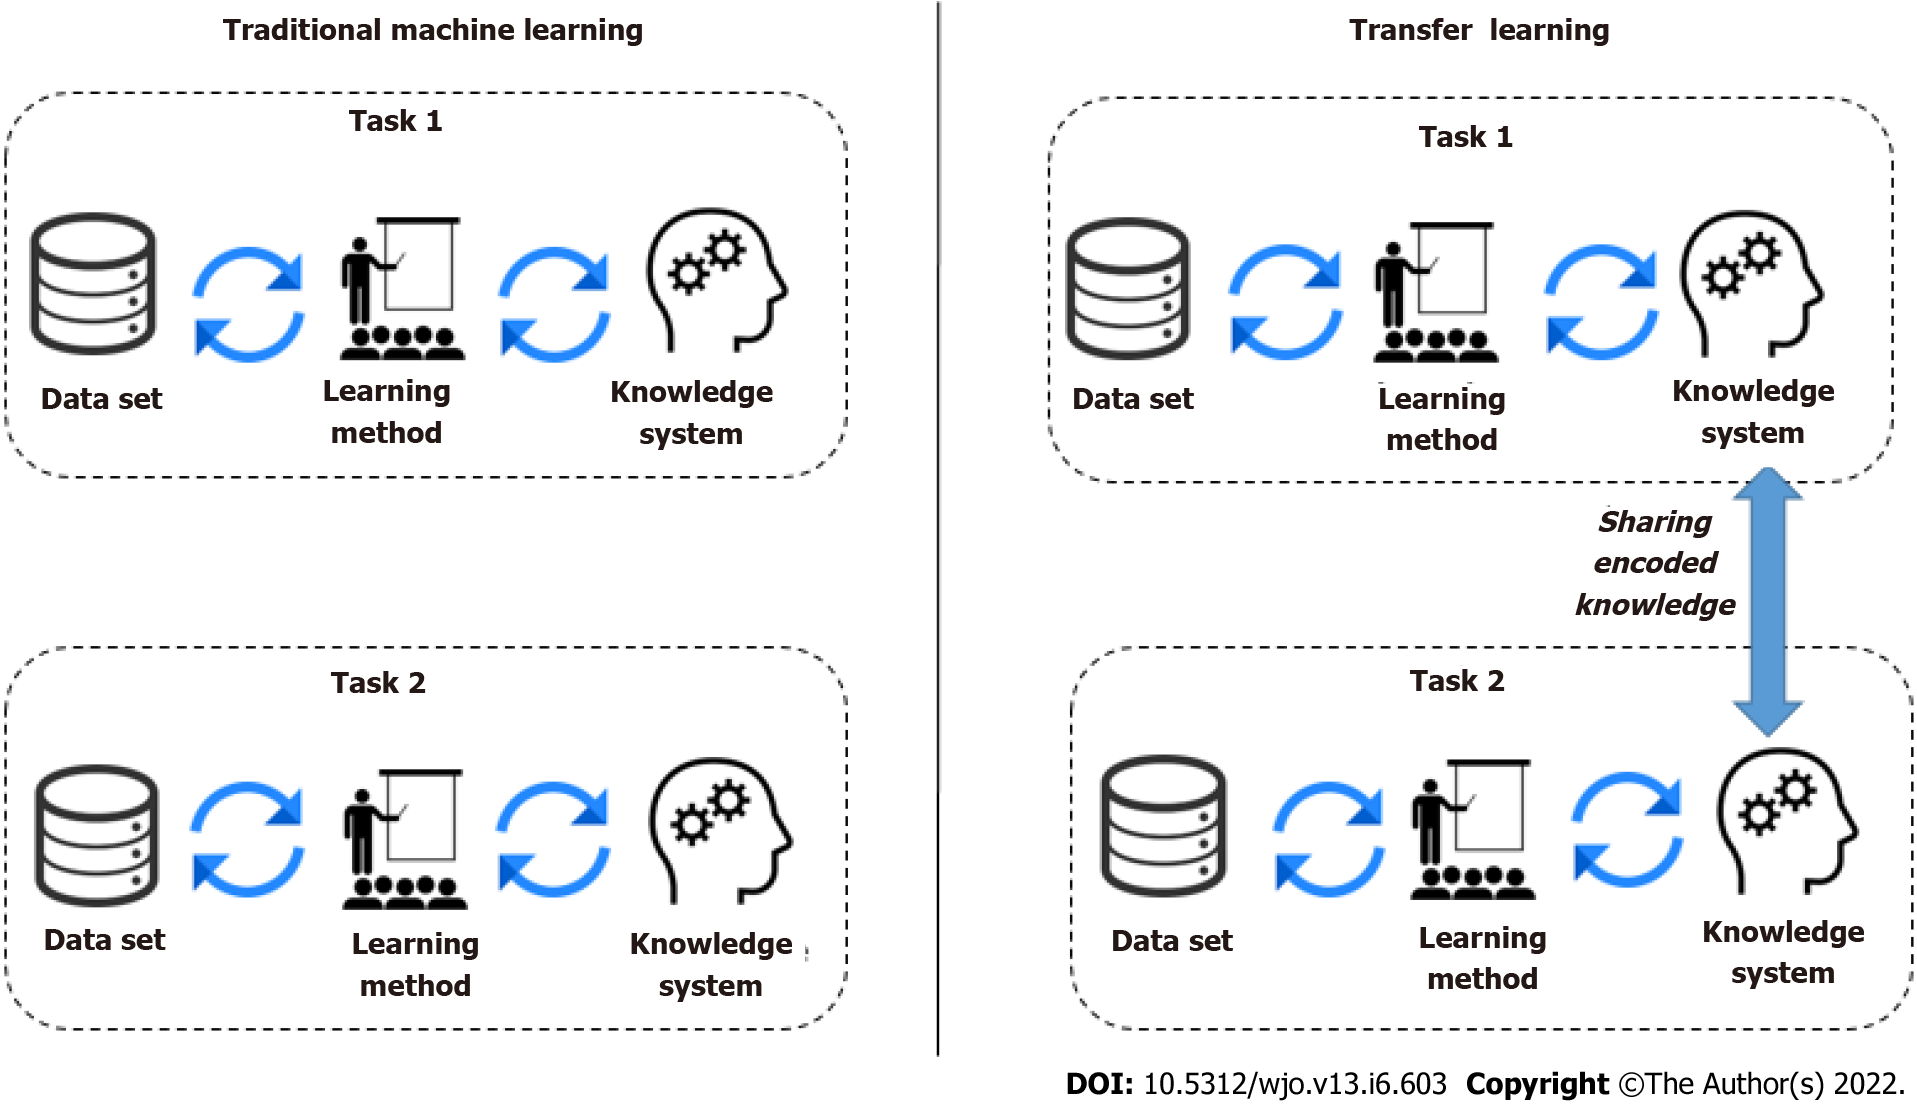 Traditional machine learning
Task 1
Data set
Learning
method
Knowledge
system
Task 2
Data set
Learning
method
Knowledge
system
Transfer learning
Task 1
Data set
Learning
method
Knowledge
system
Sharing
encoded
knowledge
Task 2
Data set
Learning
method
Knowledge
system
DOI: 10.5312/wjo.v13.i6.603 Copyright ©The Author(s) 2022.